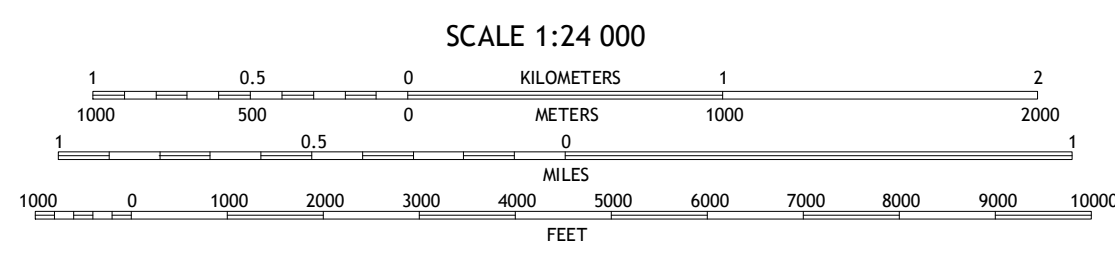 SCALE 1:24 000
1 0.5 0 KILOMETERS 1 2
1000 500 0 METERS 1000 2000
1 0.5 0 1
MILES
1000 0 1000 2000 3000 4000 5000 6000 7000 8000 9000 10000
FEET